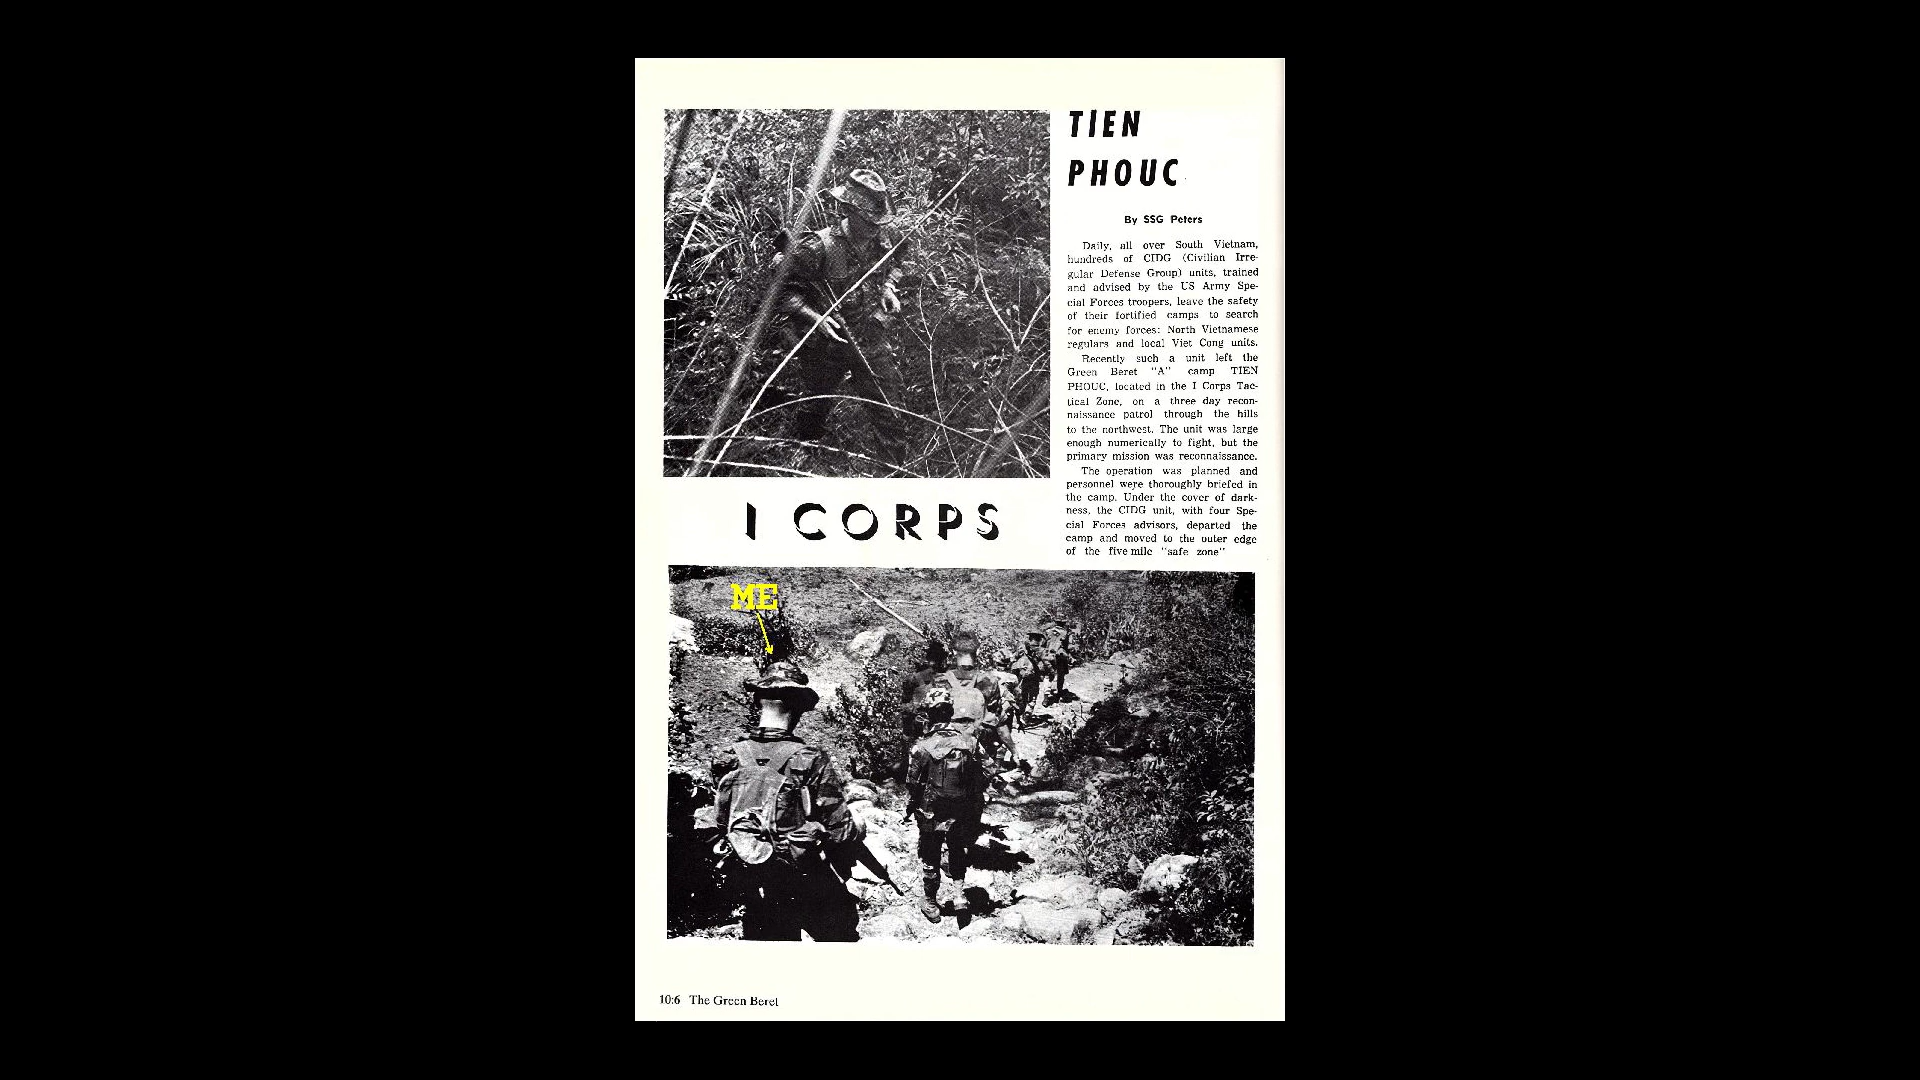 TIEN
PHOUC
By SSG Peters
Daily, all over South Vietnam,
hundreds of CIDG (Civilian Irre-
gular Defense Group) units, trained
and advised by the US Army Spe-
cial Forces troopers, leave the safety
of their fortified camps to search
for enemy forces: North Vietnamese
regulars and local Viet Cong units.
Recently such a unit left the
Green Beret "A" camp TIEN
PHOUC, located in the I Corps Tac-
tical Zone, on a three day recon-
naissance patrol through the hills
to the northwest. The unit was large
enough numerically to fight, but the
primary mission was reconnaissance.
The operation was planned and
personnel were thoroughly briefed in
the camp. Under the cover of dark-
ness, the CIDG unit, with four Spe-
cial Forces advisors, departed the
camp and moved to the outer edge
of the five mile "safe zone"
I CORPS
ME
10:6 The Green Beret